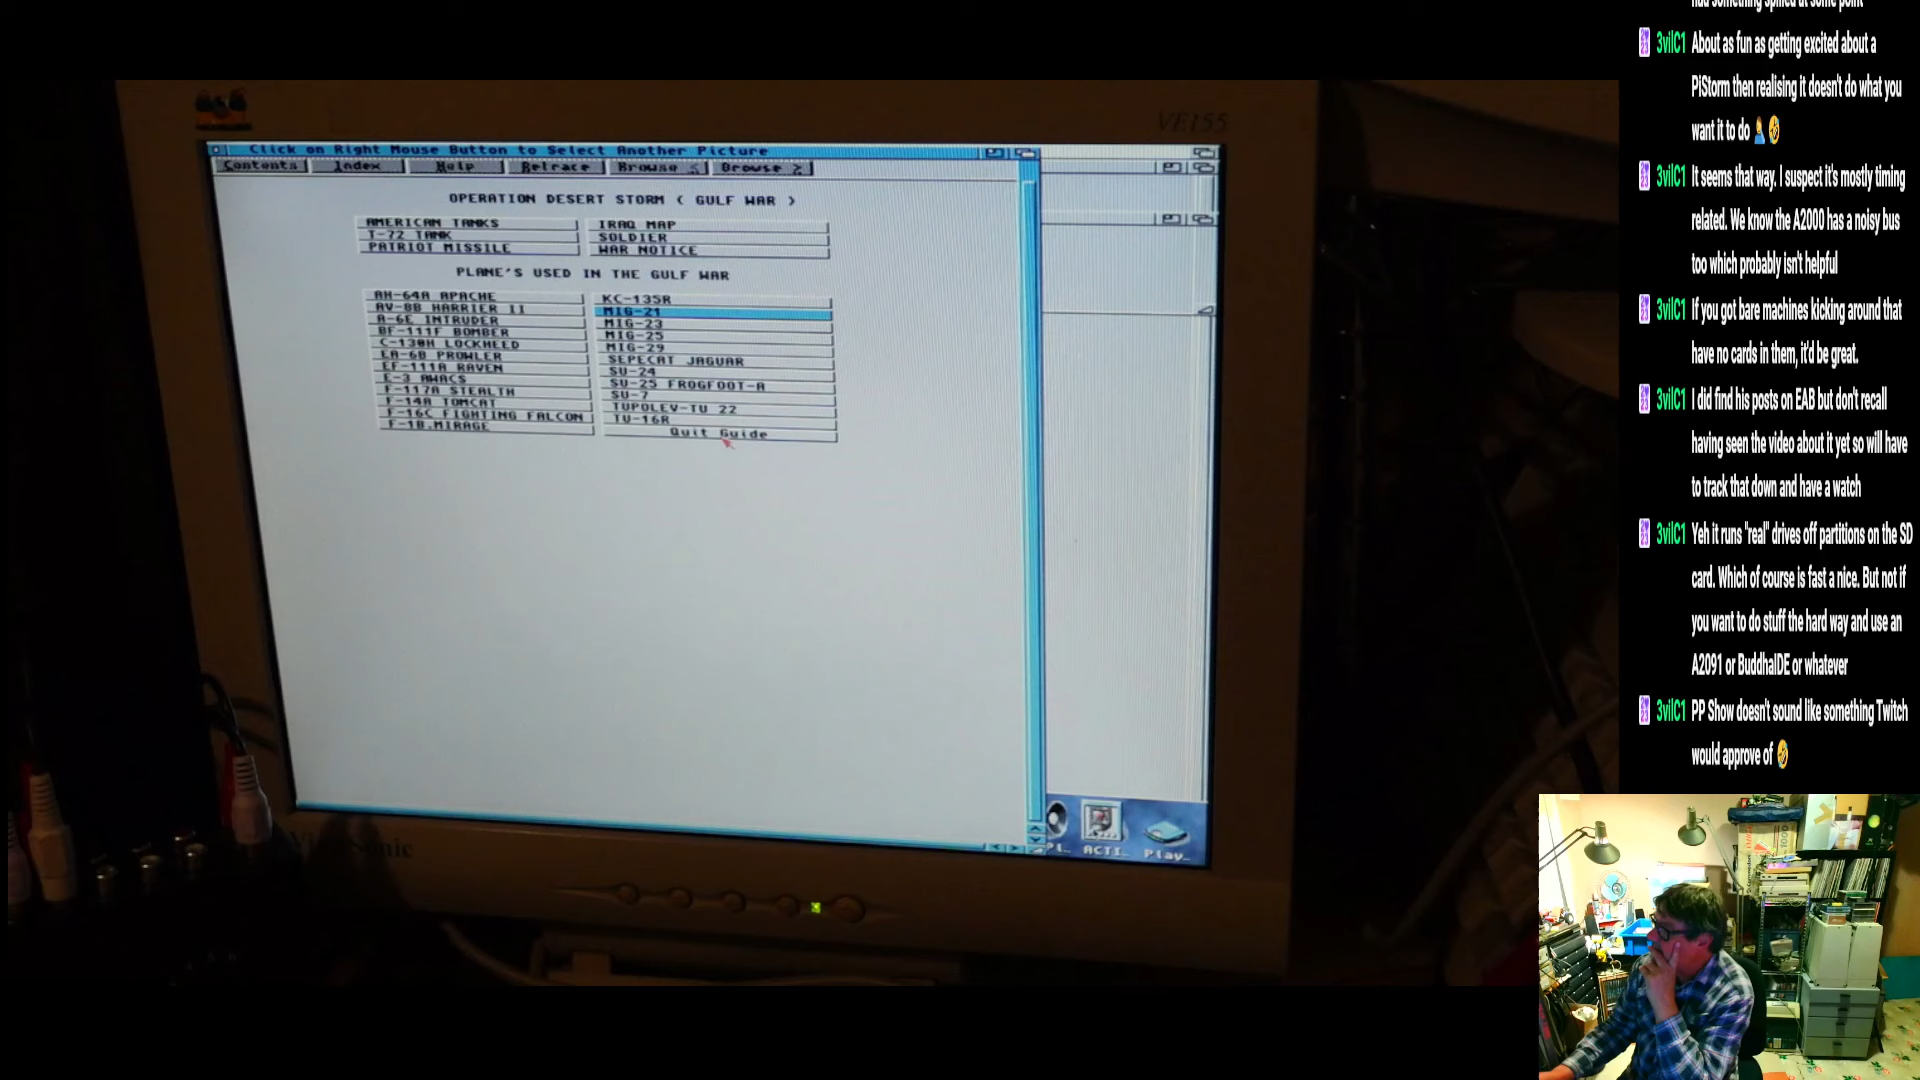 VE155
Click on Right Mouse Button to Select Another Picture
Contents Index Help Retrace Browse < Browse >
OPERATION DESERT STORM ( GULF WAR )
AMERICAN TANKS IRAQ MAP
T-72 TANK SOLDIER
PATRIOT MISSILE WAR NOTICE
PLANE'S USED IN THE GULF WAR
AH-64A APACHE KC-135R
AV-8B HARRIER II MIG-21
A-6E INTRUDER MIG-23
BF-111F BOMBER MIG-25
C-130H LOCKHEED MIG-29
EA-6B PROWLER SEPECAT JAGUAR
EF-111A RAVEN SU-24
E-3 AWACS SU-25 FROGFOOT-A
F-117A STEALTH SU-7
F-14A TOMCAT TUPOLEV-TU 22
F-16C FIGHTING FALCON TU-16R
F-1B.MIRAGE Quit Guide
ACTI.. Play_
ViewSonic
had something spilled at some point
3vilC1 About as fun as getting excited about a
PiStorm then realising it doesn't do what you
want it to do 🤦🤣
3vilC1 It seems that way. I suspect it's mostly timing
related. We know the A2000 has a noisy bus
too which probably isn't helpful
3vilC1 If you got bare machines kicking around that
have no cards in them, it'd be great.
3vilC1 I did find his posts on EAB but don't recall
having seen the video about it yet so will have
to track that down and have a watch
3vilC1 Yeh it runs "real" drives off partitions on the SD
card. Which of course is fast a nice. But not if
you want to do stuff the hard way and use an
A2091 or BuddhaIDE or whatever
3vilC1 PP Show doesn't sound like something Twitch
would approve of 🤣